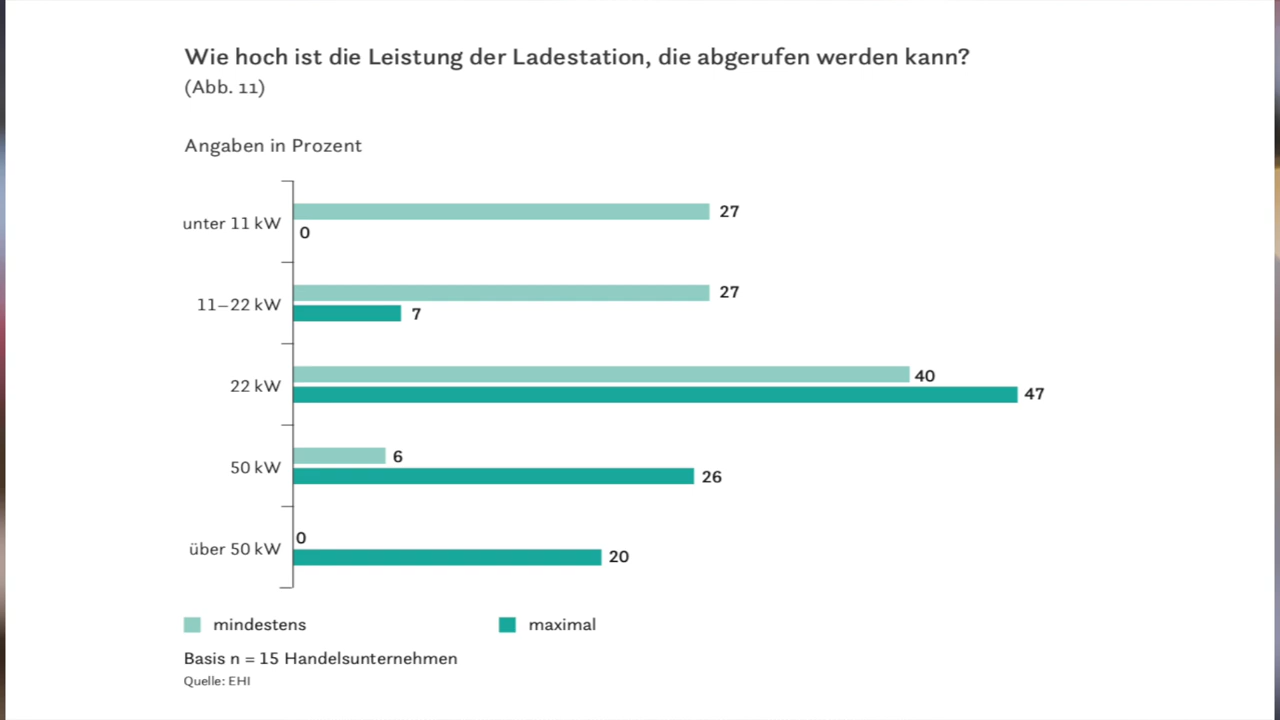 Wie hoch ist die Leistung der Ladestation, die abgerufen werden kann?
(Abb. 11)
Angaben in Prozent
unter 11 kW
27
0
11–22 kW
27
7
22 kW
40
47
50 kW
6
26
über 50 kW
0
20
mindestens maximal
Basis n = 15 Handelsunternehmen
Quelle: EHI